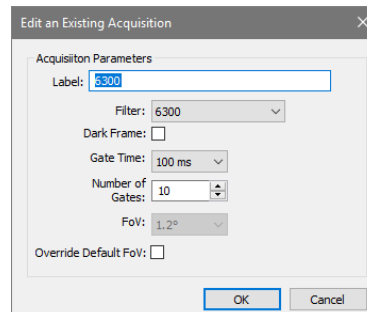 Edit an Existing Acquisition
Acquisiiton Parameters
Label: 6300
Filter: 6300
Dark Frame:
Gate Time: 100 ms
Number of
Gates: 10
FoV: 1.2°
Override Default FoV:
OK Cancel